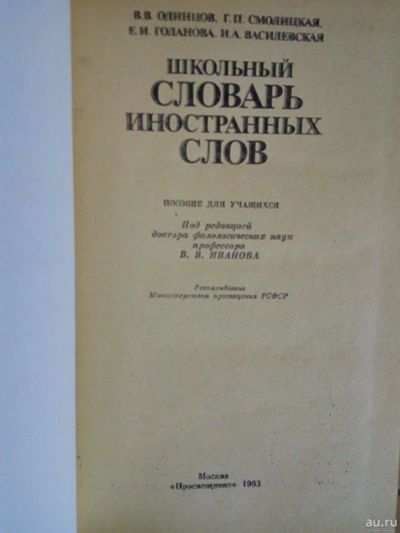 В.В. ОДИНЦОВ, Г.П. СМОЛИЦКАЯ,
Е.И. ГОЛАНОВА, И.А. ВАСИЛЕВСКАЯ
ШКОЛЬНЫЙ
СЛОВАРЬ
ИНОСТРАННЫХ
СЛОВ
ПОСОБИЕ ДЛЯ УЧАЩИХСЯ
Под редакцией
доктора филологических наук
профессора
В. В. ИВАНОВА
Рекомендовано
Министерством просвещения РСФСР
Москва
«Просвещение» 1983
au.ru